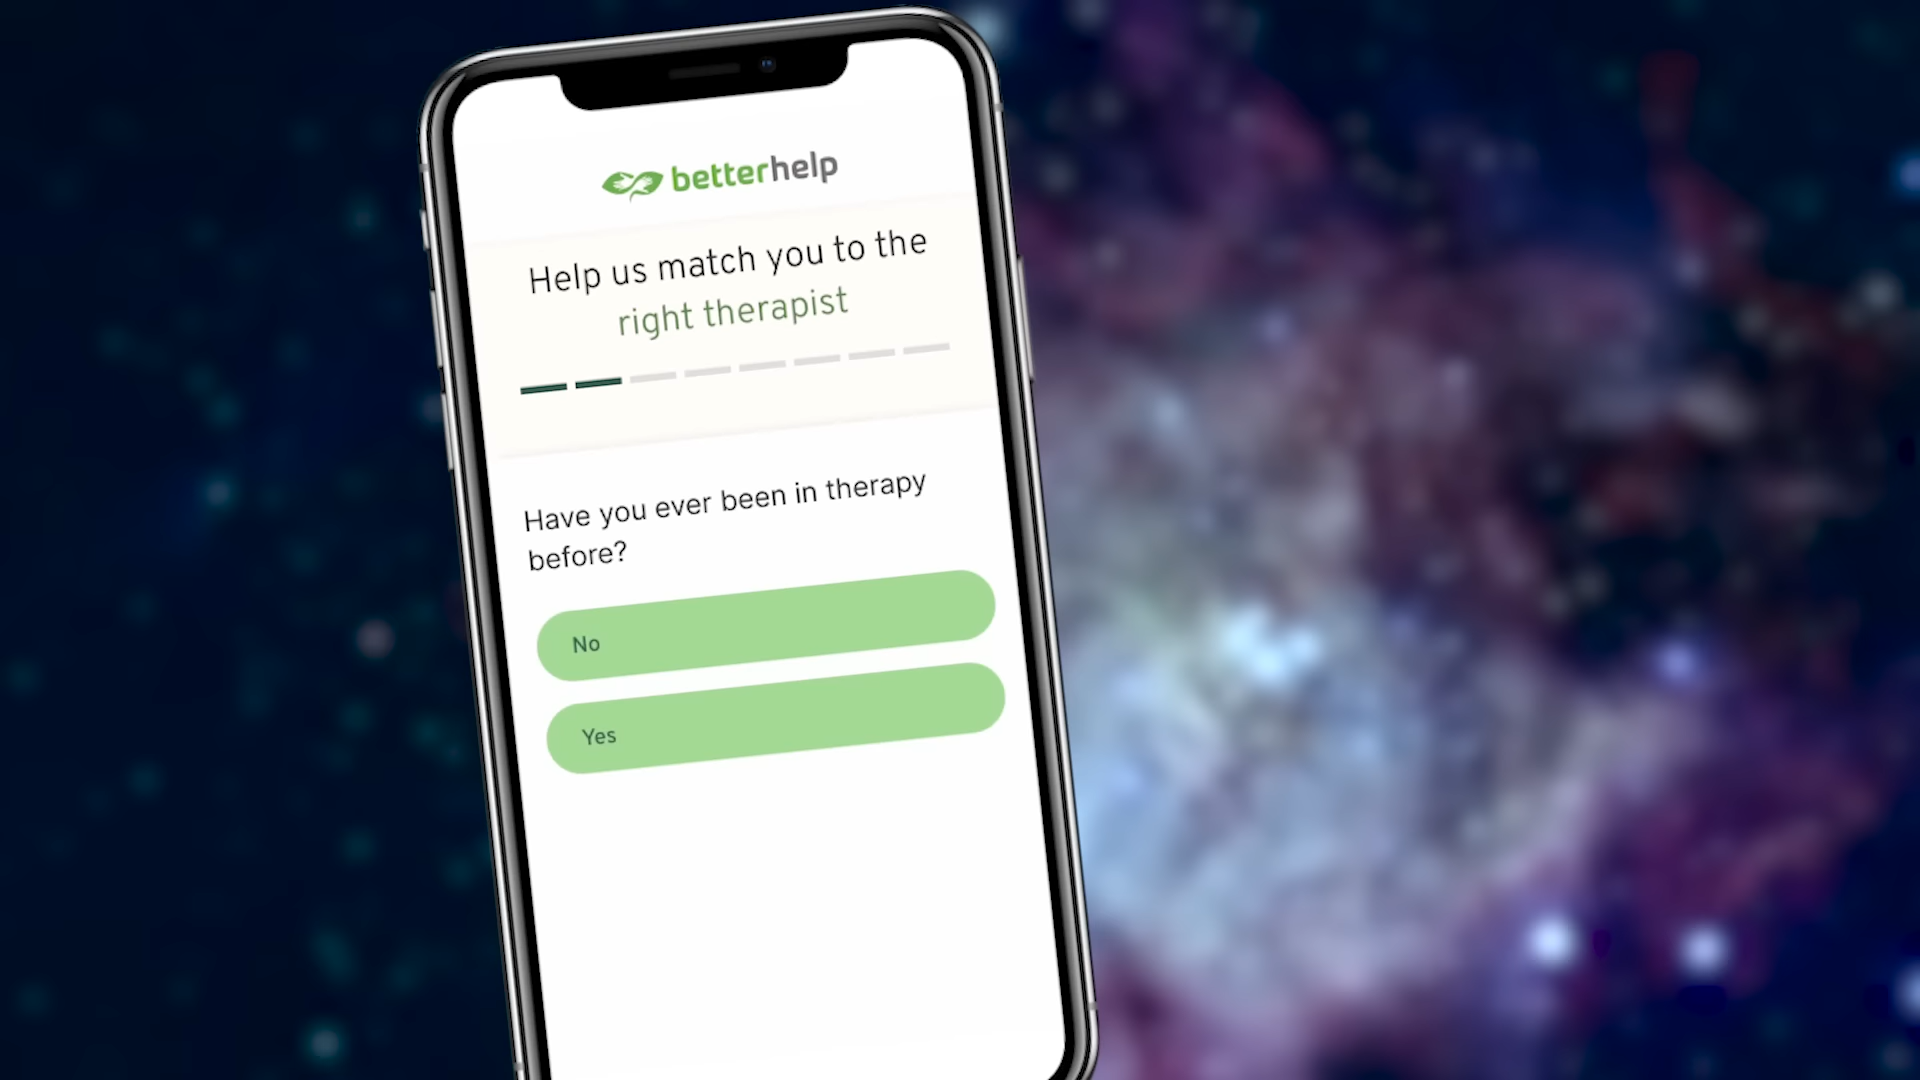 betterhelp
Help us match you to the
right therapist
Have you ever been in therapy
before?
No
Yes